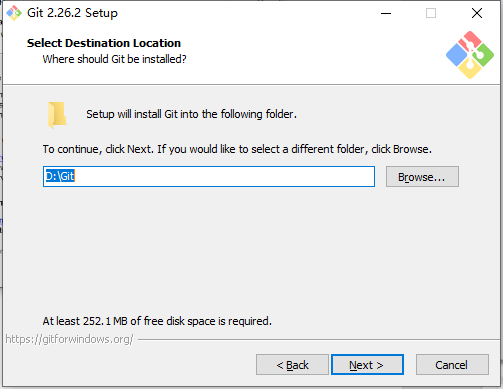 Git 2.26.2 Setup
Select Destination Location
Where should Git be installed?
Setup will install Git into the following folder.
To continue, click Next. If you would like to select a different folder, click Browse.
D:\Git
Browse...
At least 252.1 MB of free disk space is required.
https://gitforwindows.org/
< Back
Next >
Cancel